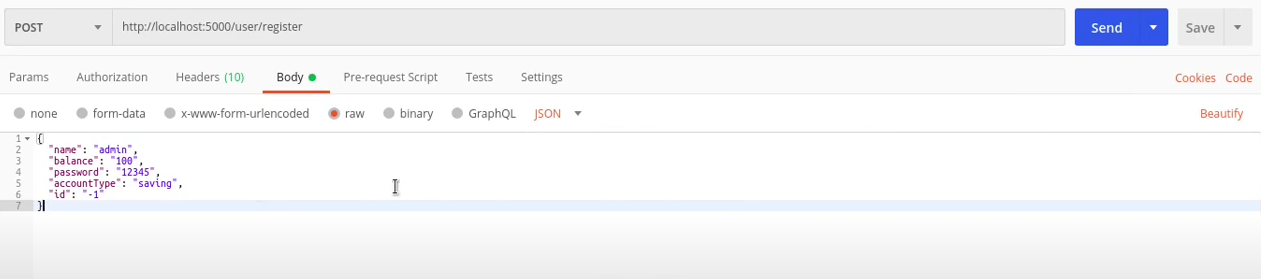 POST http://localhost:5000/user/register Send Save
Params Authorization Headers (10) Body Pre-request Script Tests Settings Cookies Code
none form-data x-www-form-urlencoded raw binary GraphQL JSON Beautify
1 {
2 "name": "admin",
3 "balance": "100",
4 "password": "12345",
5 "accountType": "saving",
6 "id": "-1"
7 }